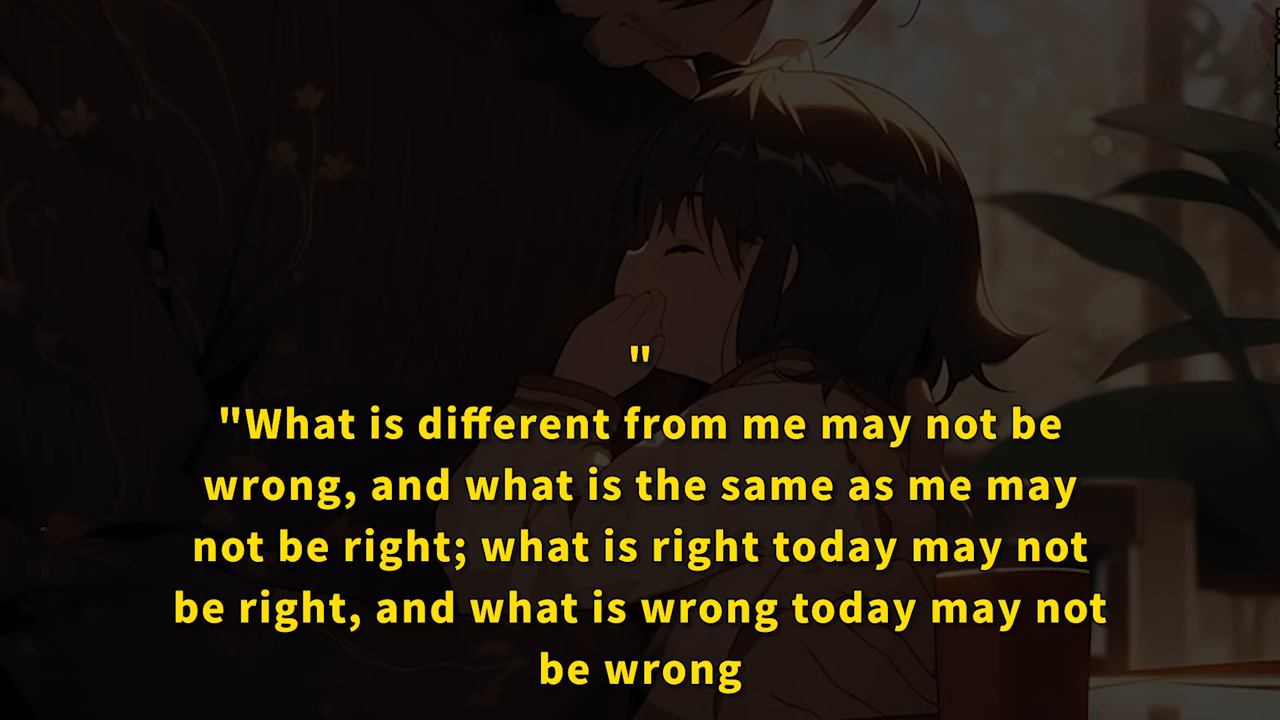 "
"What is different from me may not be
wrong, and what is the same as me may
not be right; what is right today may not
be right, and what is wrong today may not
be wrong